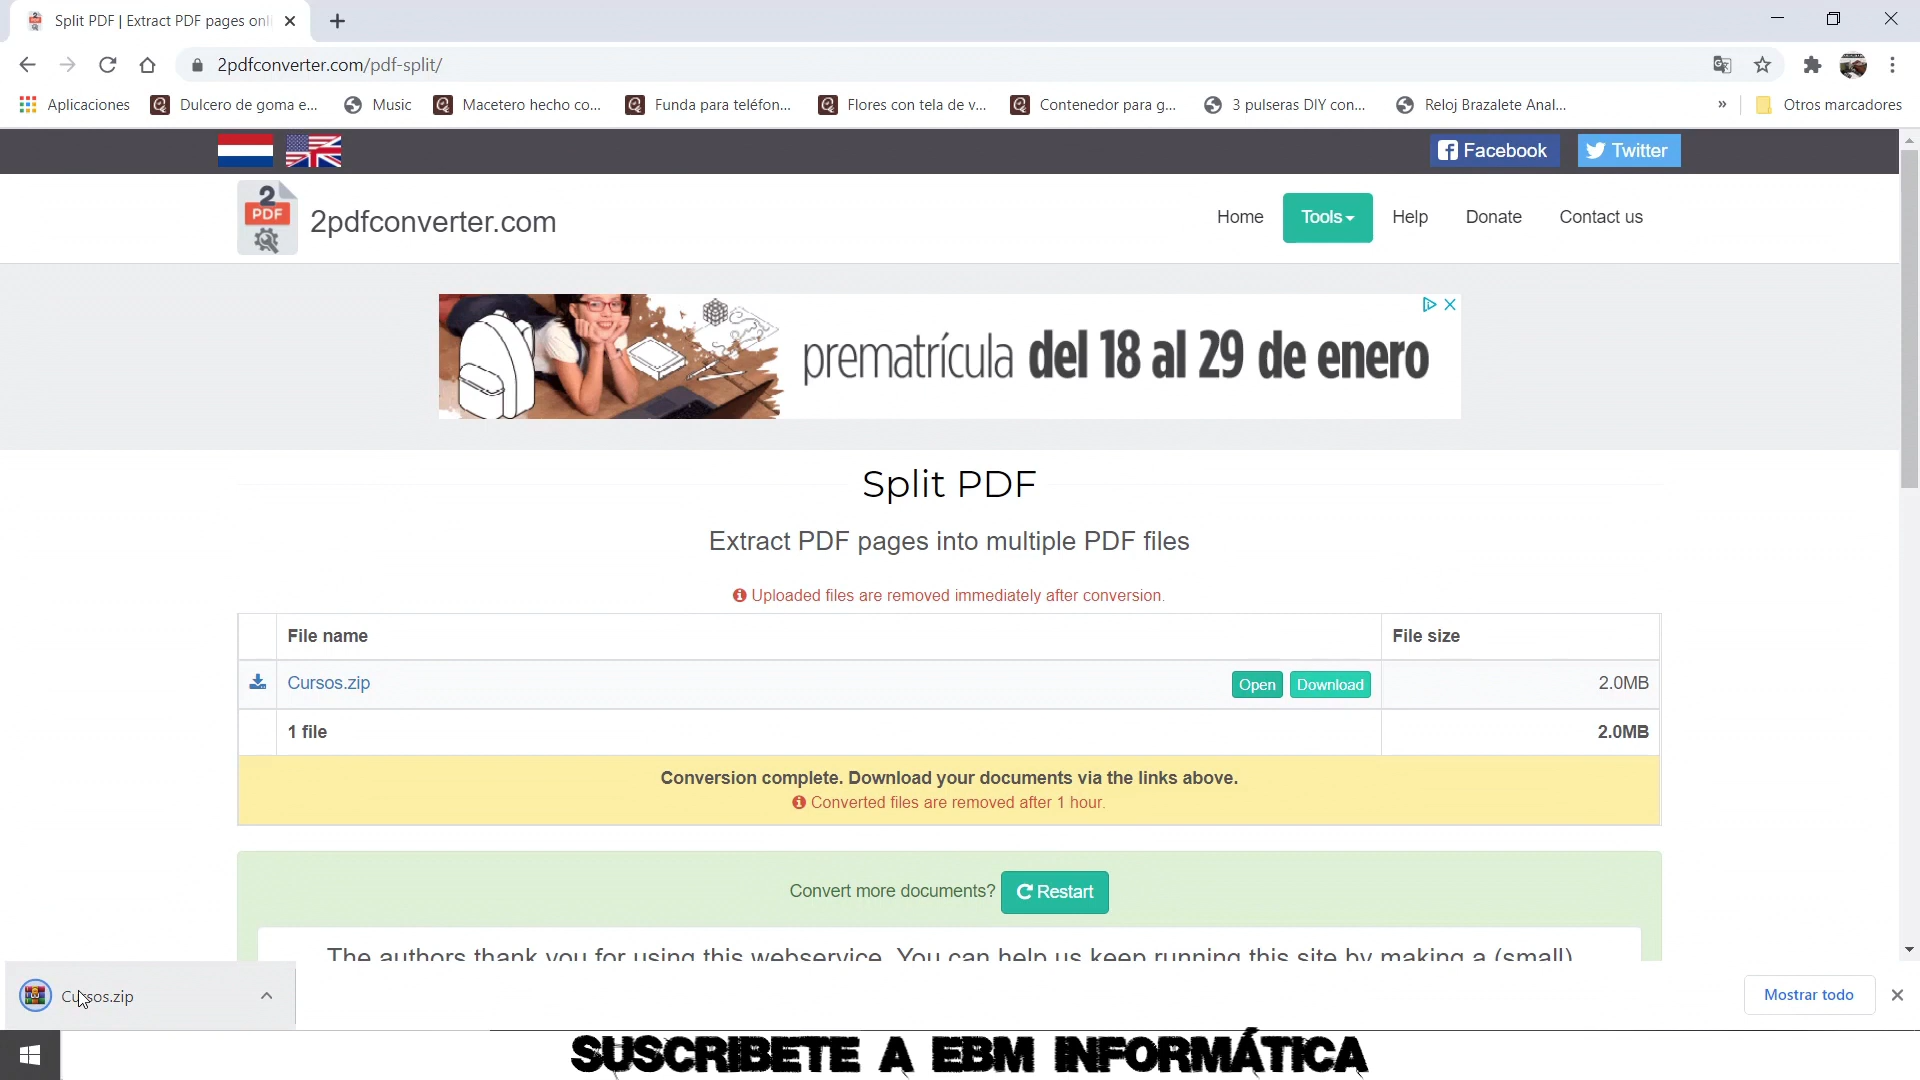 Split PDF | Extract PDF pages onl
2pdfconverter.com/pdf-split/
Aplicaciones
Dulcero de goma e...
Music
Macetero hecho co...
Funda para teléfon...
Flores con tela de v...
Contenedor para g...
3 pulseras DIY con...
Reloj Brazalete Anal...
»
Otros marcadores
Facebook
Twitter
2
PDF
2pdfconverter.com
Home
Tools
Help
Donate
Contact us
prematrícula del 18 al 29 de enero
Split PDF
Extract PDF pages into multiple PDF files
Uploaded files are removed immediately after conversion.
File name
File size
Cursos.zip
Open
Download
2.0MB
1 file
2.0MB
Conversion complete. Download your documents via the links above.
Converted files are removed after 1 hour.
Convert more documents?
Restart
The authors thank you for using this webservice. You can help us keep running this site by making a (small)
Cursos.zip
Mostrar todo
SUSCRIBETE A EBM INFORMÁTICA